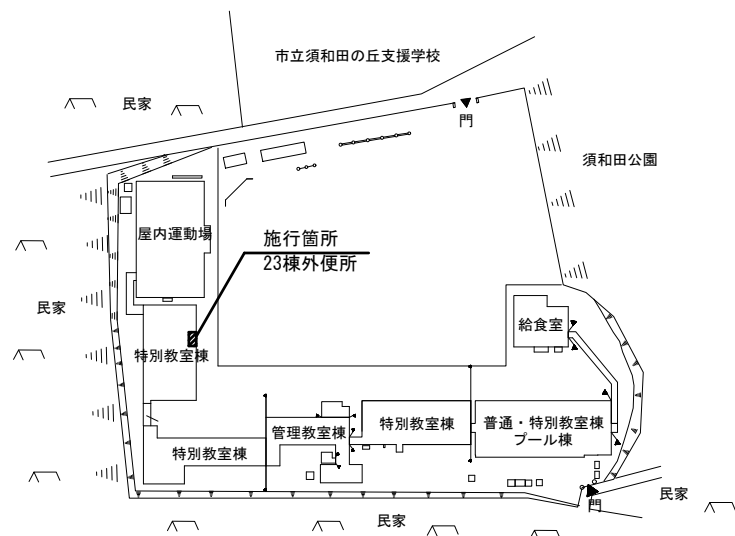 市立須和田の丘支援学校
民家
門
須和田公園
屋内運動場
施行箇所
23棟外便所
民家
給食室
特別教室棟
特別教室棟
管理教室棟
特別教室棟
普通・特別教室棟
プール棟
門
民家
民家